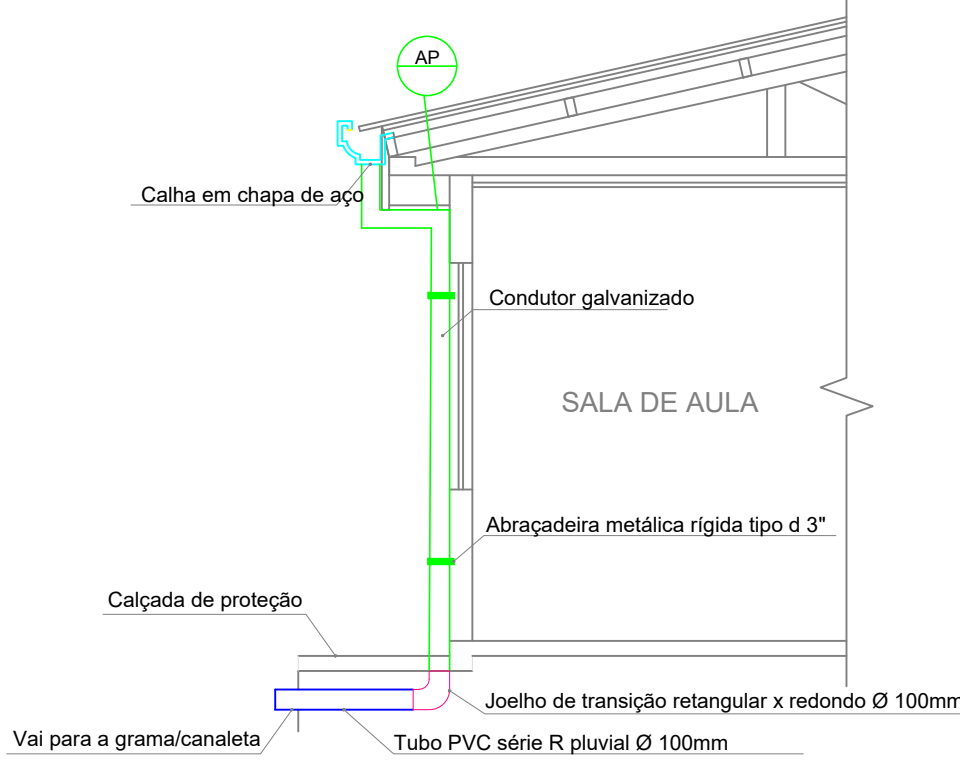 AP
Calha em chapa de aço
Condutor galvanizado
SALA DE AULA
Abraçadeira metálica rígida tipo d 3"
Calçada de proteção
Joelho de transição retangular x redondo Ø 100mm
Vai para a grama/canaleta
Tubo PVC série R pluvial Ø 100mm